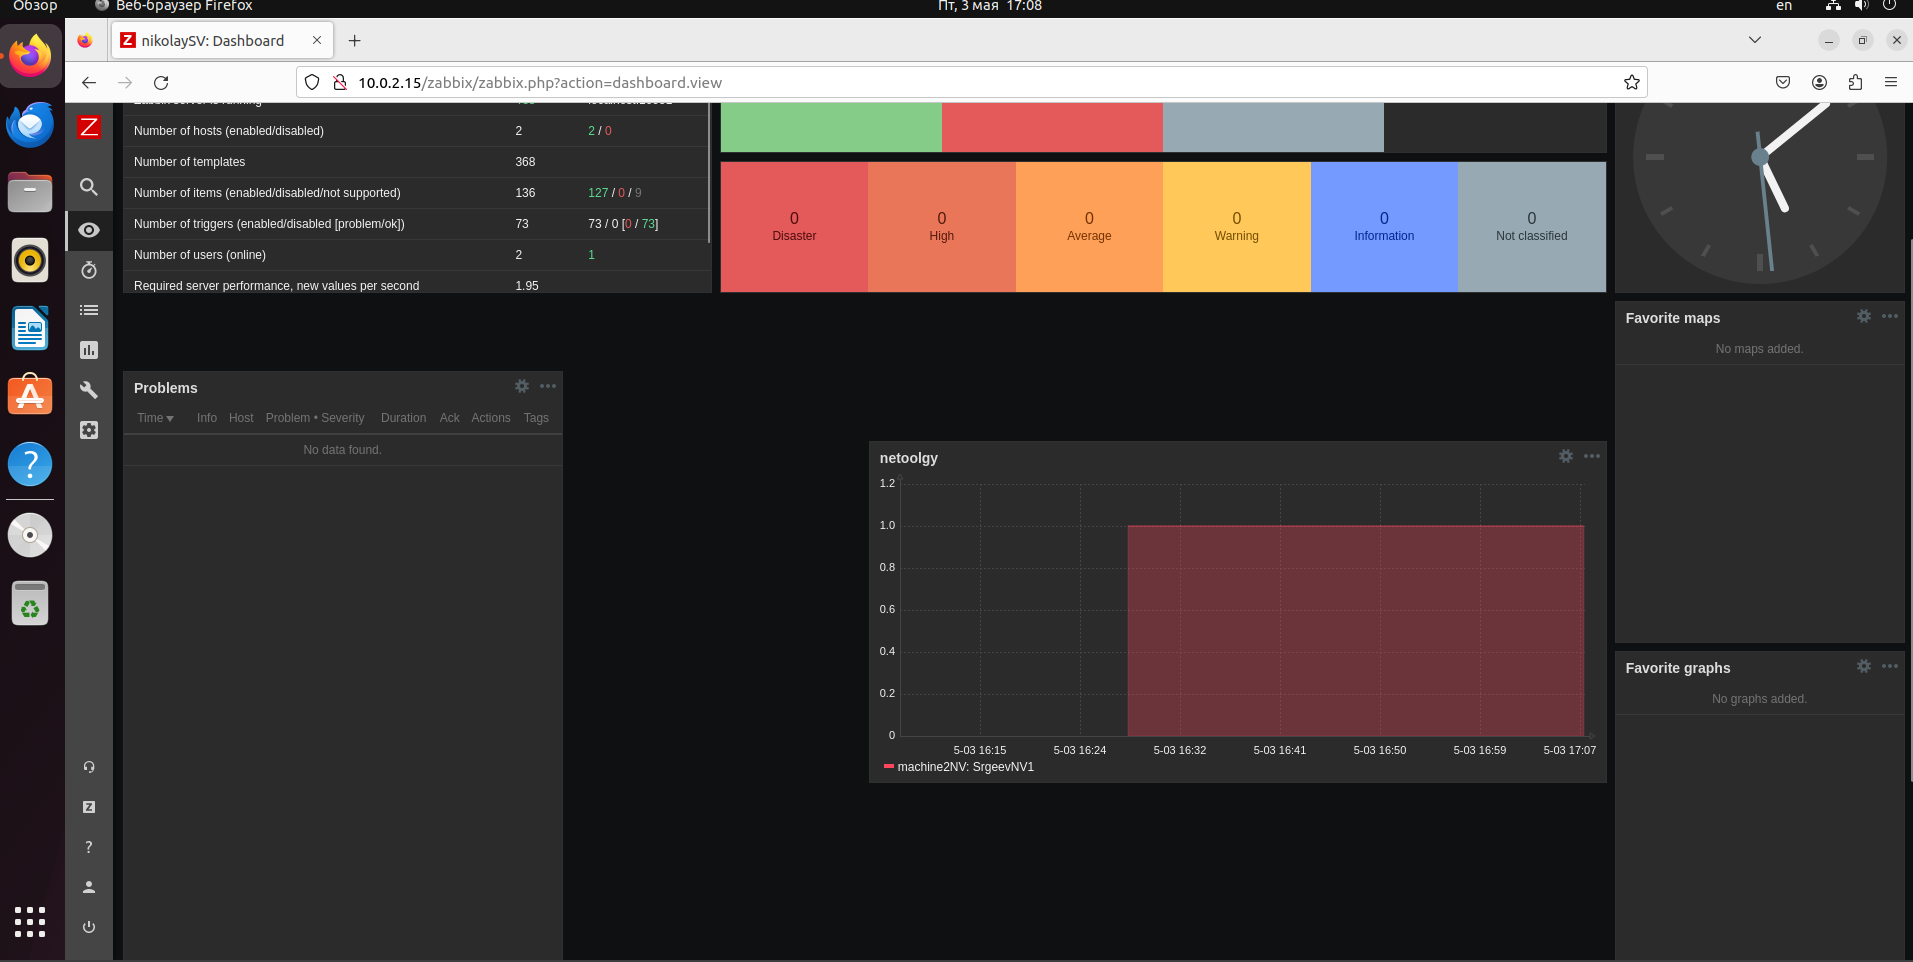 Обзор
Веб-браузер Firefox
Пт, 3 мая 17:08
en
Z nikolaySV: Dashboard
10.0.2.15/zabbix/zabbix.php?action=dashboard.view
Z
Zabbix server is running
Number of hosts (enabled/disabled) 2 2 / 0
Number of templates 368
Number of items (enabled/disabled/not supported) 136 127 / 0 / 9
Number of triggers (enabled/disabled [problem/ok]) 73 73 / 0 [0 / 73]
Number of users (online) 2 1
Required server performance, new values per second 1.95
0 0 0 0 0 0
Disaster High Average Warning Information Not classified
Favorite maps
No maps added.
Problems
Time Info Host Problem • Severity Duration Ack Actions Tags
No data found.
netoolgy
1.2
1.0
0.8
0.6
0.4
0.2
0
5-03 16:15 5-03 16:24 5-03 16:32 5-03 16:41 5-03 16:50 5-03 16:59 5-03 17:07
machine2NV: SrgeevNV1
Favorite graphs
No graphs added.
Z
?